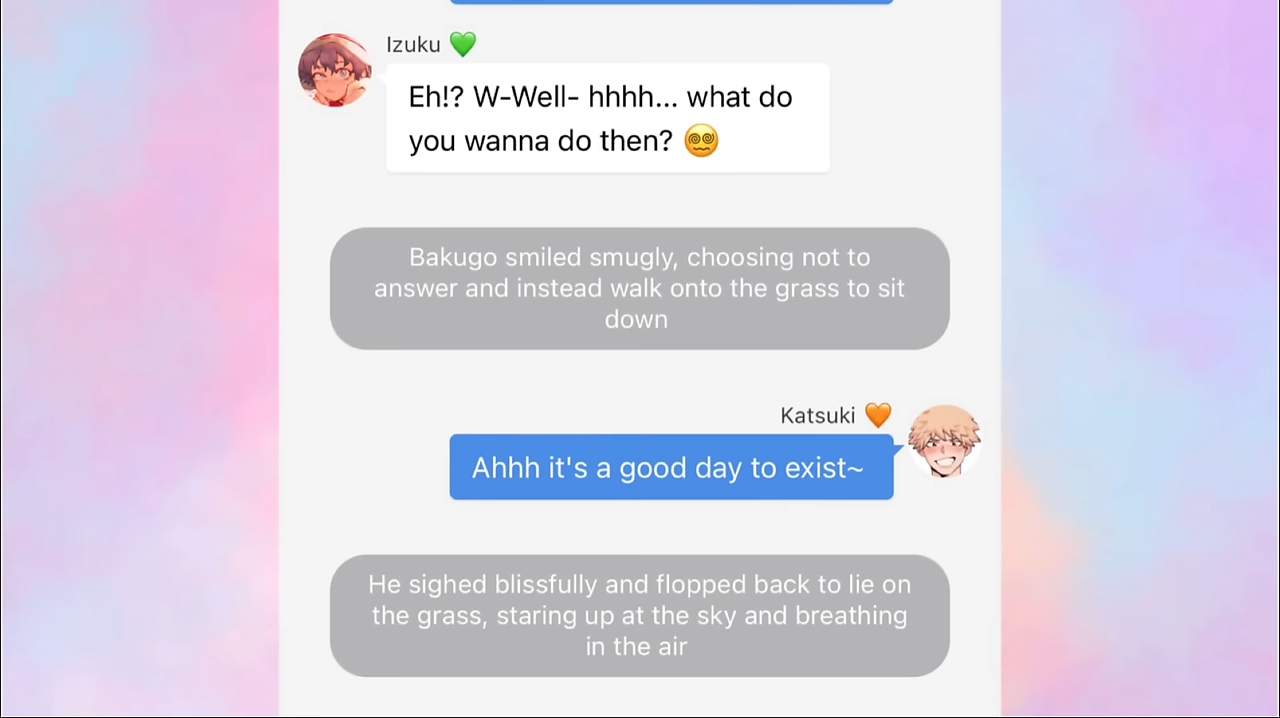 Izuku 💚
Eh!? W-Well- hhhh... what do
you wanna do then? 😵‍💫
Bakugo smiled smugly, choosing not to
answer and instead walk onto the grass to sit
down
Katsuki 🧡
Ahhh it's a good day to exist~
He sighed blissfully and flopped back to lie on
the grass, staring up at the sky and breathing
in the air